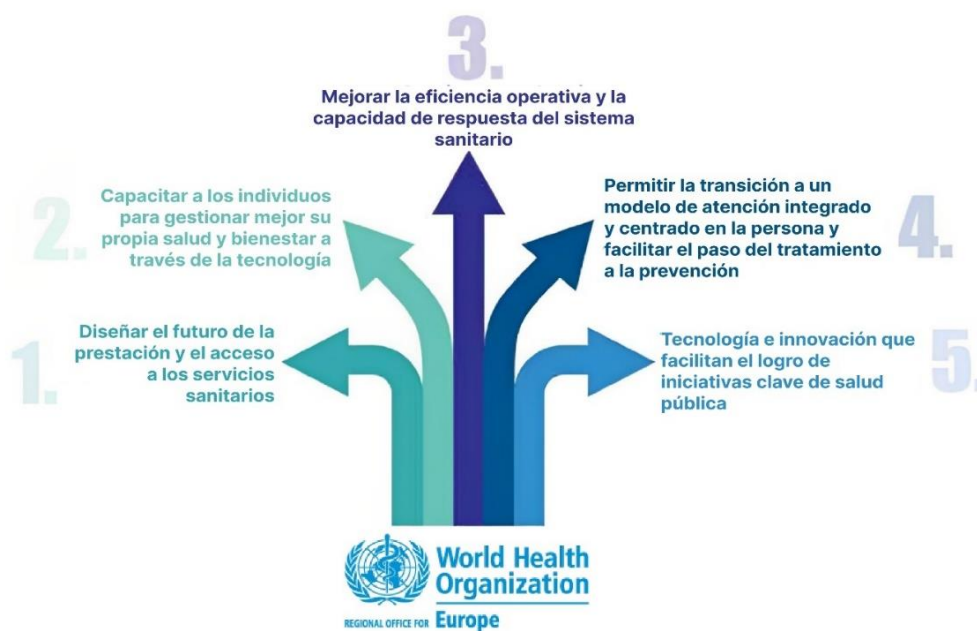 3.
Mejorar la eficiencia operativa y la
capacidad de respuesta del sistema
sanitario
2.
Capacitar a los individuos
para gestionar mejor su
propia salud y bienestar a
través de la tecnología
Permitir la transición a un
modelo de atención integrado
y centrado en la persona y
facilitar el paso del tratamiento
a la prevención
4.
1.
Diseñar el futuro de la
prestación y el acceso
a los servicios
sanitarios
Tecnología e innovación que
facilitan el logro de
iniciativas clave de salud
pública
5.
World Health
Organization
REGIONAL OFFICE FOR Europe